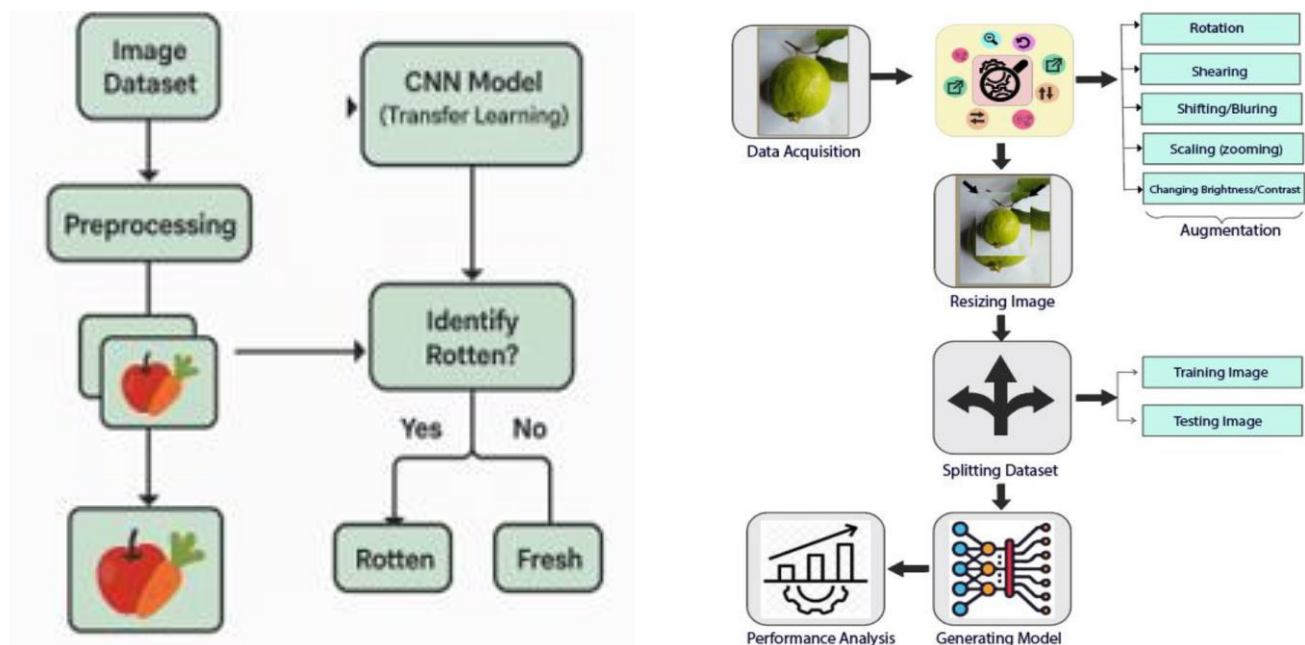 Image
Dataset
Preprocessing
CNN Model
(Transfer Learning)
Identify
Rotten?
Yes
No
Rotten
Fresh
Data Acquisition
Rotation
Shearing
Shifting/Bluring
Scaling (zooming)
Changing Brightness/Contrast
Augmentation
Resizing Image
Splitting Dataset
Training Image
Testing Image
Performance Analysis
Generating Model